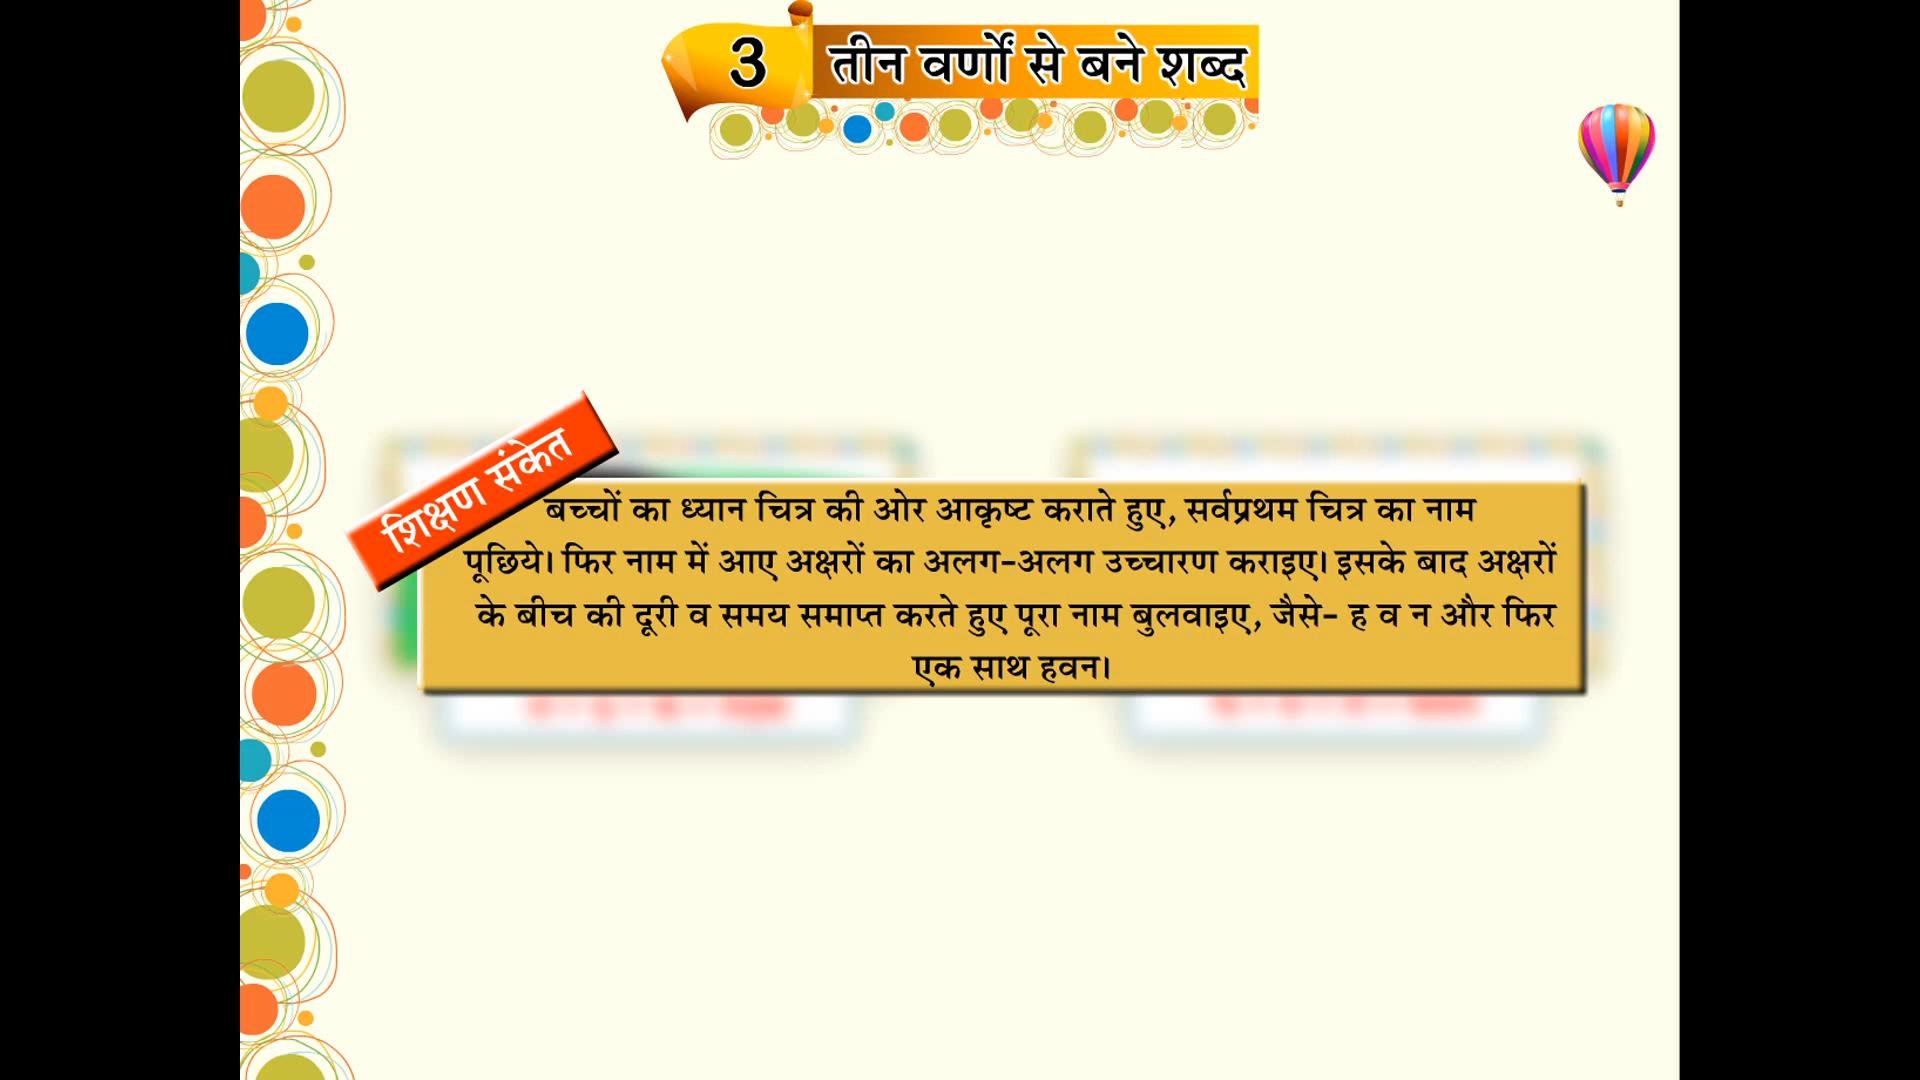 3 तीन वर्णों से बने शब्द
शिक्षण संकेत
बच्चों का ध्यान चित्र की ओर आकृष्ट कराते हुए, सर्वप्रथम चित्र का नाम
पूछिये। फिर नाम में आए अक्षरों का अलग-अलग उच्चारण कराइए। इसके बाद अक्षरों
के बीच की दूरी व समय समाप्त करते हुए पूरा नाम बुलवाइए, जैसे- ह व न और फिर
एक साथ हवन।